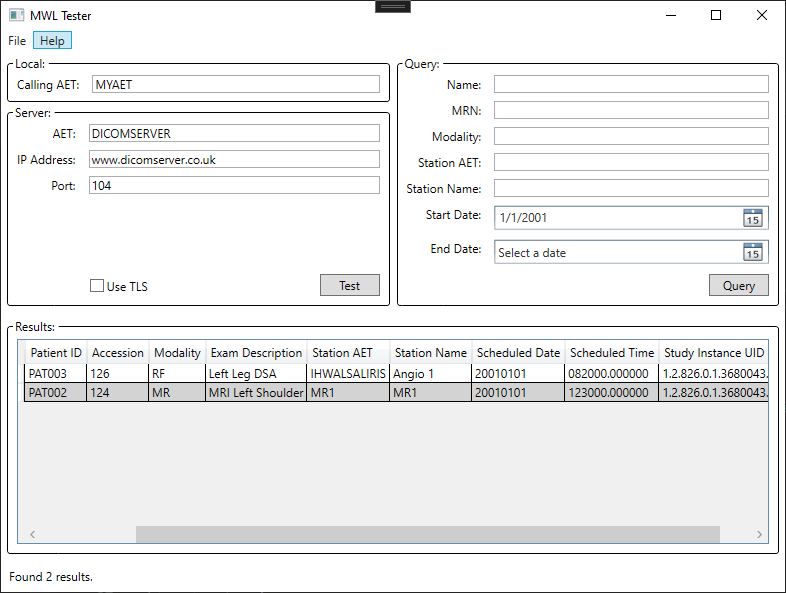 MWL Tester
File Help
Local:
Calling AET: MYAET
Server:
AET: DICOMSERVER
IP Address: www.dicomserver.co.uk
Port: 104
Use TLS Test
Query:
Name:
MRN:
Modality:
Station AET:
Station Name:
Start Date: 1/1/2001 15
End Date: Select a date 15
Query
Results:
Patient ID Accession Modality Exam Description Station AET Station Name Scheduled Date Scheduled Time Study Instance UID
PAT003 126 RF Left Leg DSA IHWALSALIRIS Angio 1 20010101 082000.000000 1.2.826.0.1.3680043.
PAT002 124 MR MRI Left Shoulder MR1 MR1 20010101 123000.000000 1.2.826.0.1.3680043.
Found 2 results.